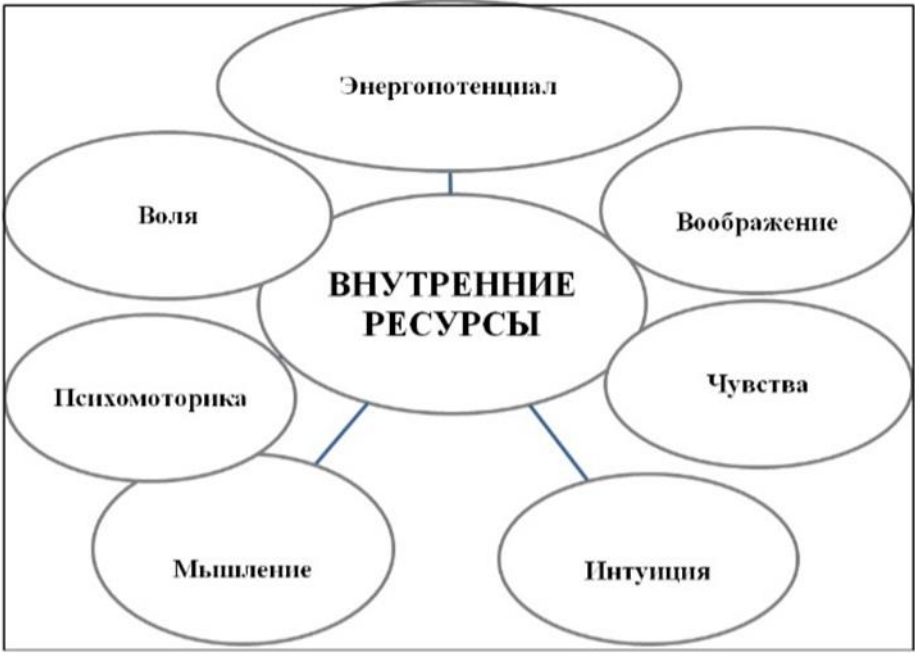 Энергопотенциал
Воля
Воображение
ВНУТРЕННИЕ
РЕСУРСЫ
Психомоторика
Чувства
Мышление
Интуиция